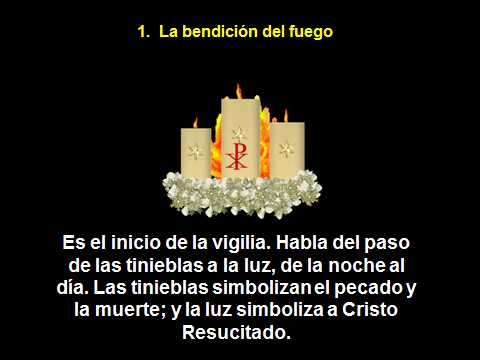 1. La bendición del fuego
Es el inicio de la vigilia. Habla del paso
de las tinieblas a la luz, de la noche al
día. Las tinieblas simbolizan el pecado y
la muerte; y la luz simboliza a Cristo
Resucitado.